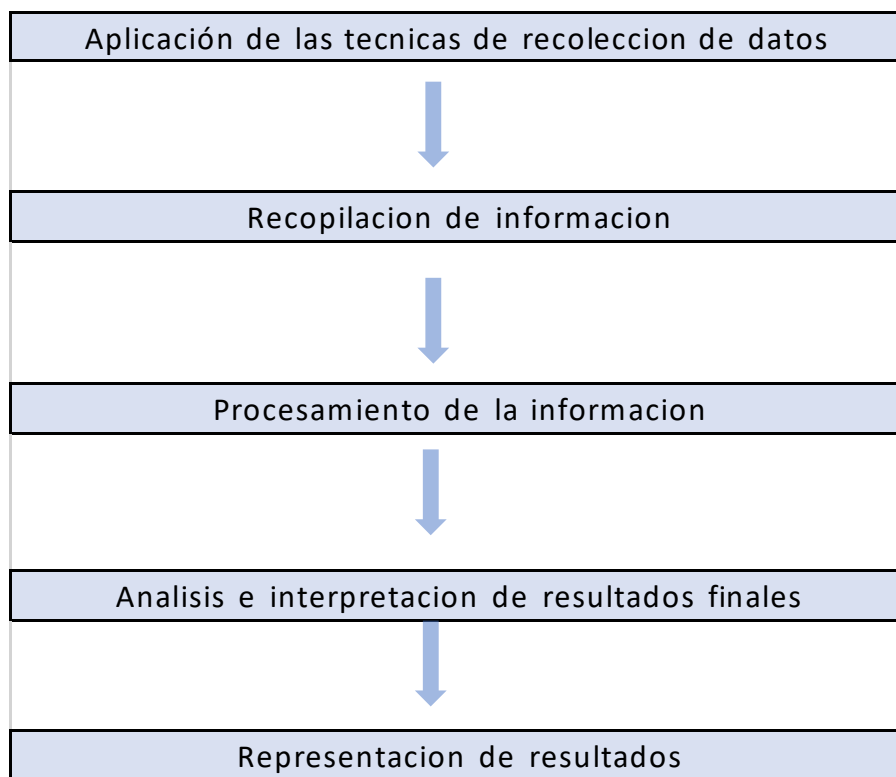 Aplicación de las tecnicas de recoleccion de datos
Recopilacion de informacion
Procesamiento de la informacion
Analisis e interpretacion de resultados finales
Representacion de resultados